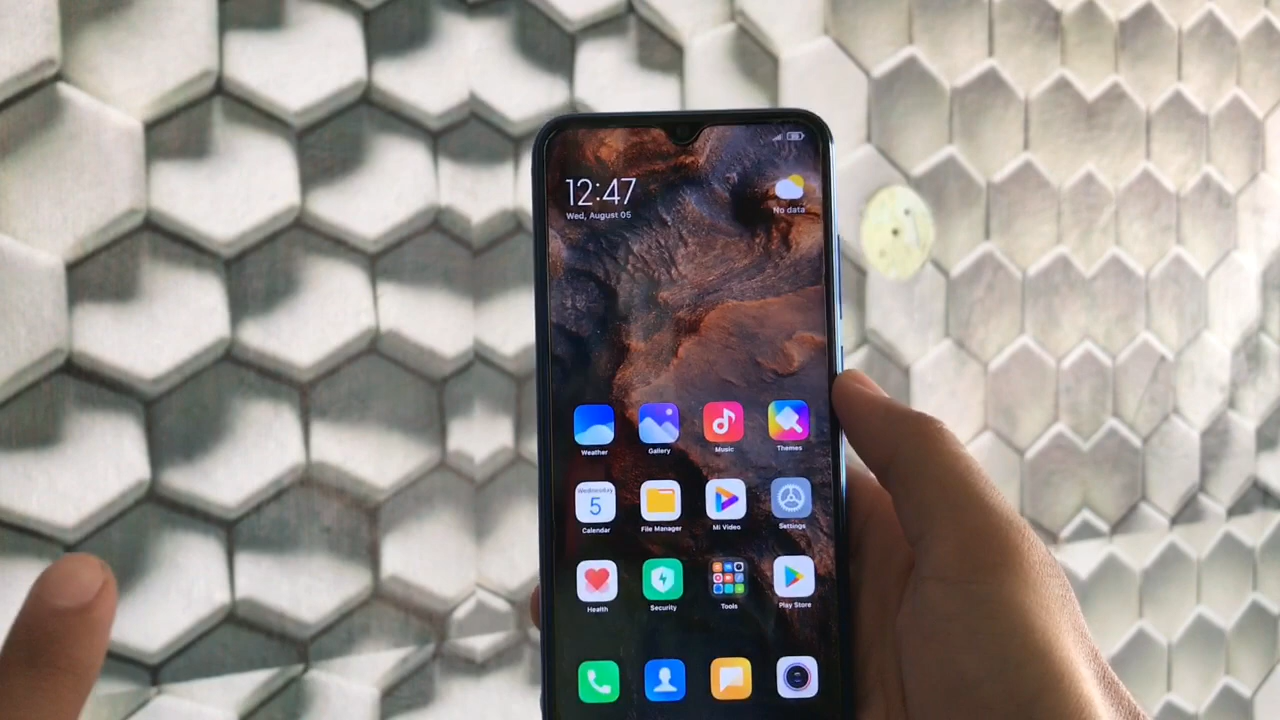 12:47
Wed, August 05
No data
Weather
Gallery
Music
Themes
Wednesday
5
Calendar
File Manager
Mi Video
Settings
Health
Security
Tools
Play Store